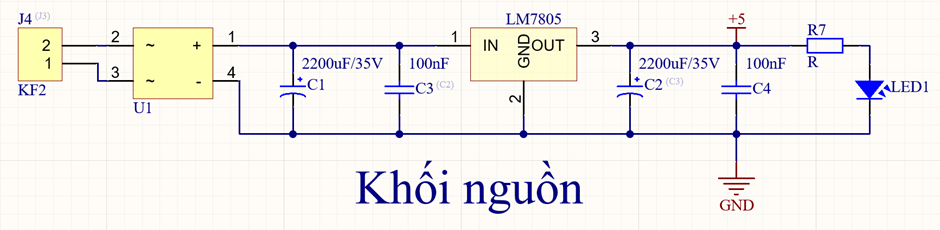 J4 (J3)
2
1
KF2
2
3
~
~
+
-
1
4
U1
2200uF/35V
C1
100nF
C3 (C2)
LM7805
1
IN
GND
OUT
3
2
2200uF/35V
C2 (C3)
+5
100nF
C4
R7
R
LED1
GND
Khối nguồn